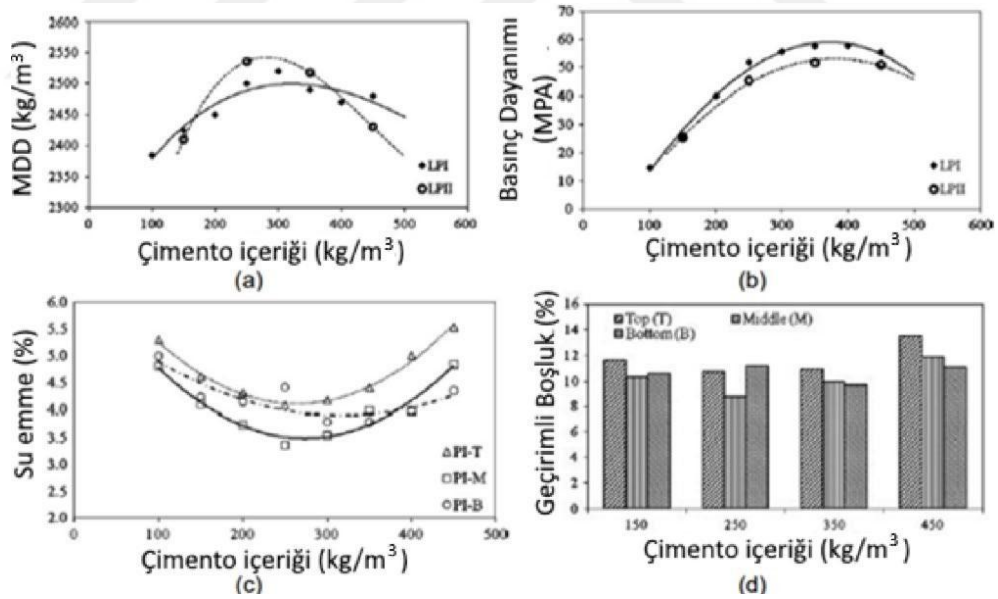 MDD (kg/m³)
2600
2550
2500
2450
2400
2350
2300
0 100 200 300 400 500 600
LPI
LPII
Çimento içeriği (kg/m³)
(a)
Basınç Dayanımı
(MPA)
70
60
50
40
30
20
10
0
0 100 200 300 400 500 600
LPI
LPII
Çimento içeriği (kg/m³)
(b)
Su emme (%)
6.0
5.5
5.0
4.5
4.0
3.5
3.0
2.5
2.0
0 100 200 300 400 500
PI-T
PI-M
PI-B
Çimento içeriği (kg/m³)
(c)
Geçirimli Boşluk (%)
16
14
12
10
8
6
4
2
0
Top (T) Middle (M)
Bottom (B)
150 250 350 450
Çimento içeriği (kg/m³)
(d)